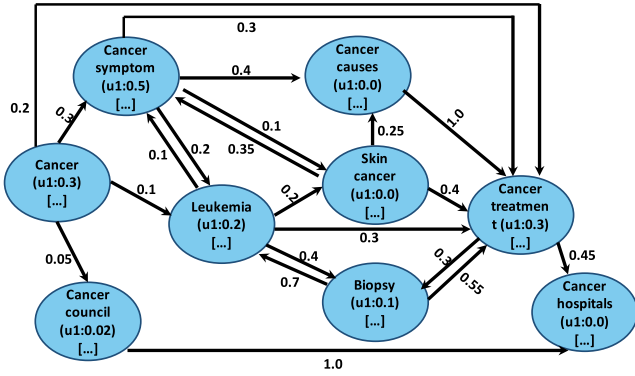 0.3
0.2
Cancer
symptom
(u1:0.5)
[...]
0.4
Cancer
causes
(u1:0.0)
[...]
1.0
0.3
0.1
0.35
0.2
0.1
0.25
Cancer
(u1:0.3)
[...]
0.1
Leukemia
(u1:0.2)
[...]
0.2
Skin
cancer
(u1:0.0)
[...]
0.4
Cancer
treatmen
t (u1:0.3)
[...]
0.3
0.05
0.4
0.7
0.3
0.55
0.45
Cancer
council
(u1:0.02)
[...]
Biopsy
(u1:0.1)
[...]
Cancer
hospitals
(u1:0.0)
[...]
1.0